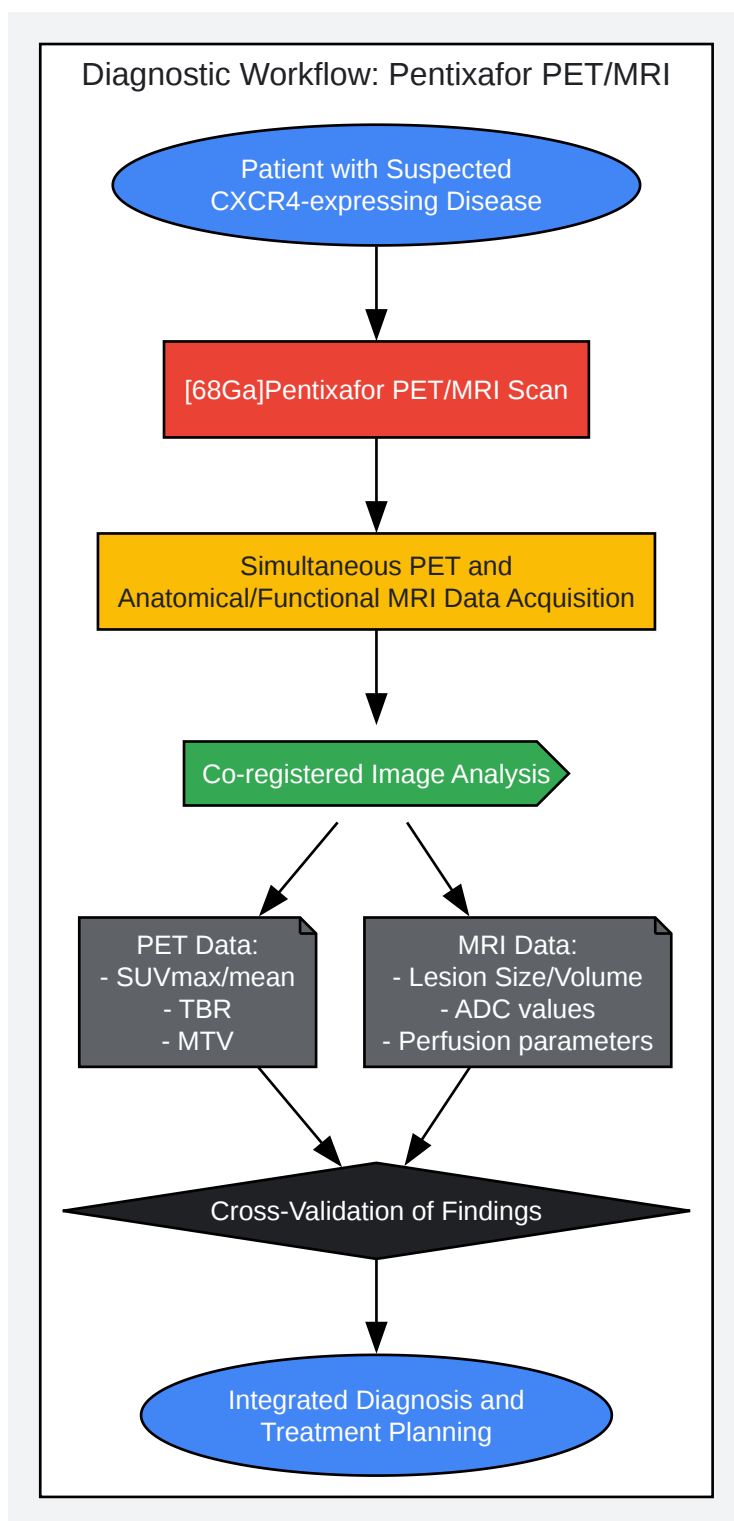 Diagnostic Workflow: Pentixafor PET/MRI
Patient with Suspected
CXCR4-expressing Disease
[68Ga]Pentixafor PET/MRI Scan
Simultaneous PET and
Anatomical/Functional MRI Data Acquisition
Co-registered Image Analysis
PET Data:
- SUVmax/mean
- TBR
- MTV
MRI Data:
- Lesion Size/Volume
- ADC values
- Perfusion parameters
Cross-Validation of Findings
Integrated Diagnosis and
Treatment Planning